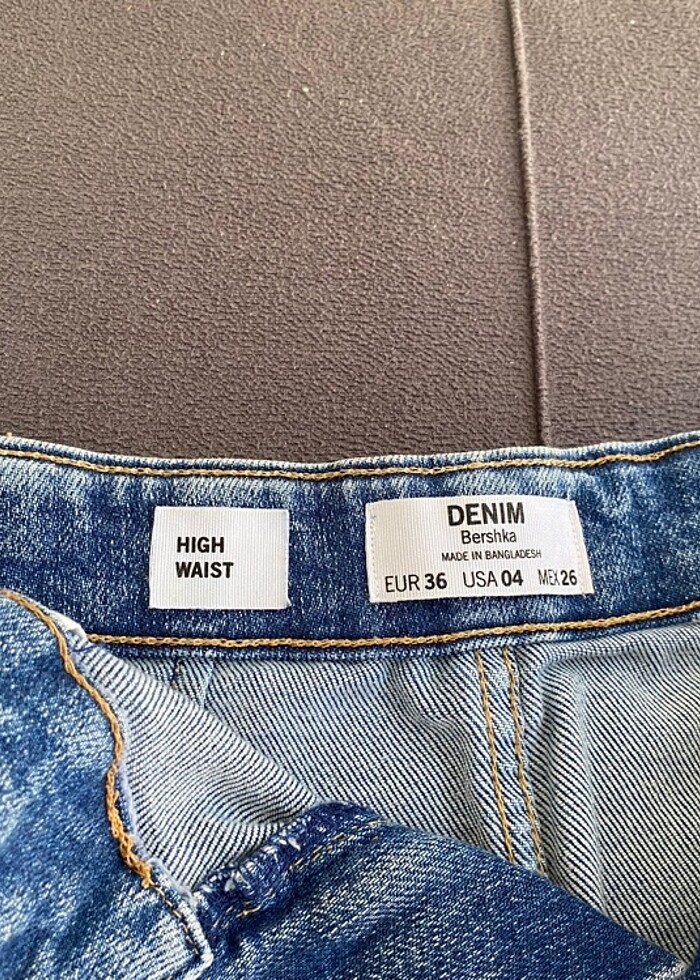 HIGH
WAIST
DENIM
Bershka
MADE IN BANGLADESH
EUR 36 USA 04 MEX 26